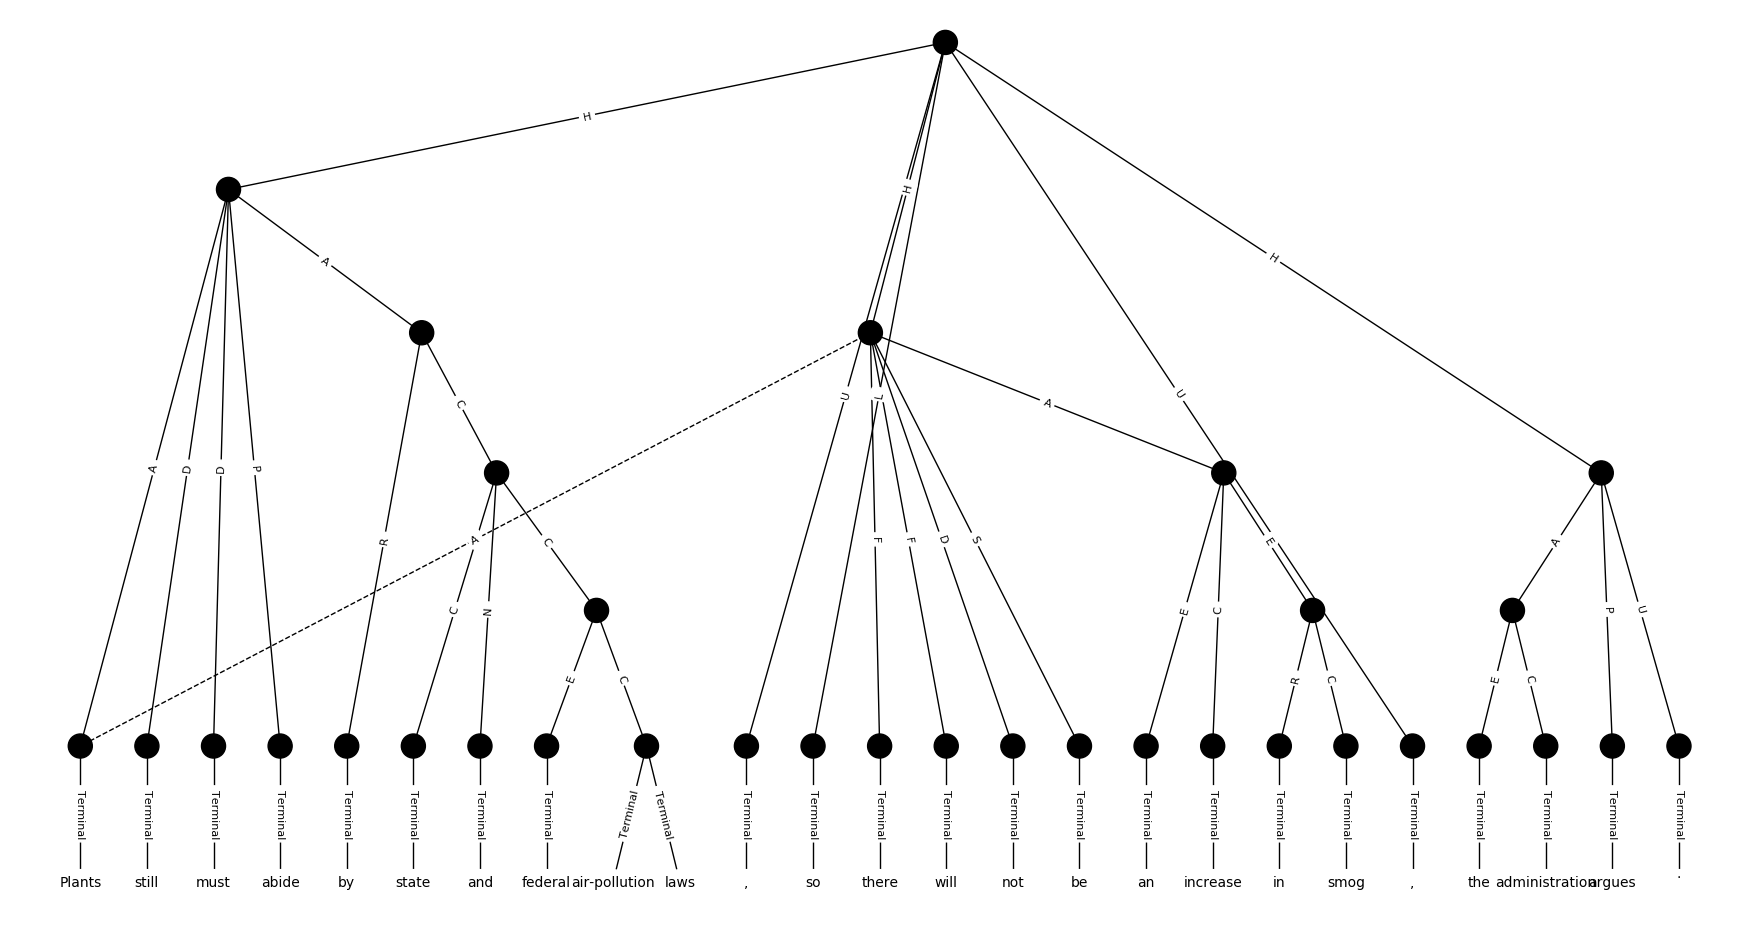 H
H
H
A
U
L
A
U
C
A
D
D
P
R
A
C
F
F
D
S
E
A
C
N
E
C
P
U
E
C
R
C
E
C
Terminal Terminal Terminal Terminal Terminal Terminal Terminal Terminal Terminal Terminal Terminal Terminal Terminal Terminal Terminal Terminal Terminal Terminal Terminal Terminal Terminal Terminal Terminal Terminal Terminal
Plants still must abide by state and federal air-pollution laws , so there will not be an increase in smog , the administration argues .